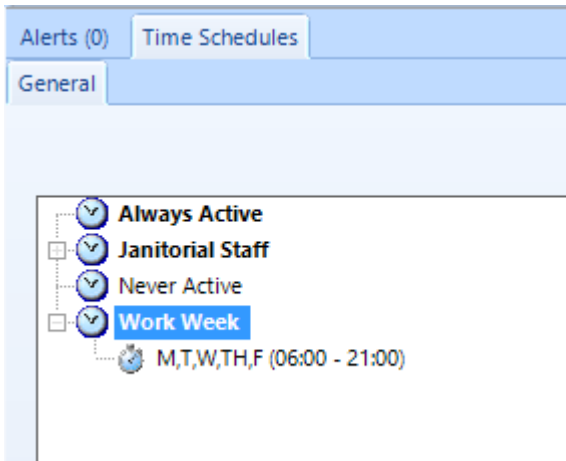 Alerts (0) Time Schedules
General
Always Active
Janitorial Staff
Never Active
Work Week
M,T,W,TH,F (06:00 - 21:00)